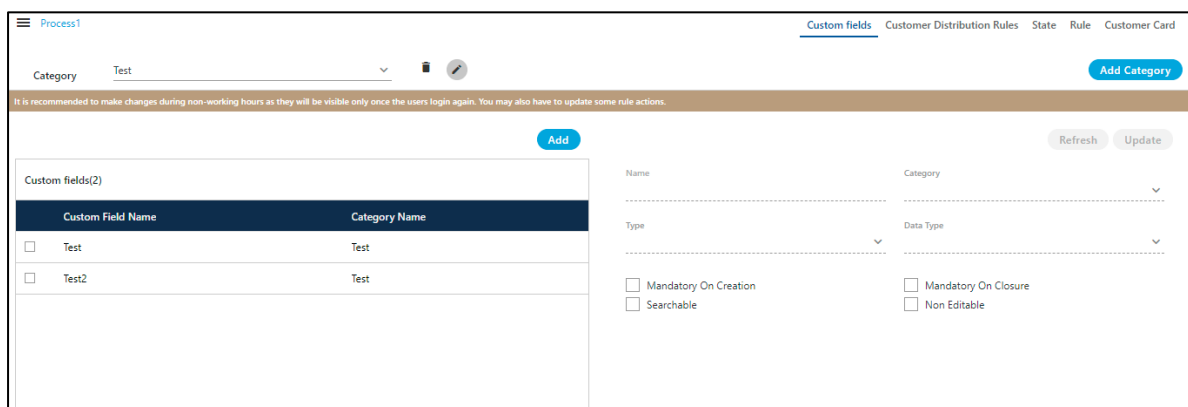 Process1
Custom fields Customer Distribution Rules State Rule Customer Card
Category Test
Add Category
It is recommended to make changes during non-working hours as they will be visible only once the users login again. You may also have to update some rule actions.
Add
Refresh Update
Custom fields(2)
Custom Field Name Category Name
Test Test
Test2 Test
Name Category
Type Data Type
Mandatory On Creation Mandatory On Closure
Searchable Non Editable